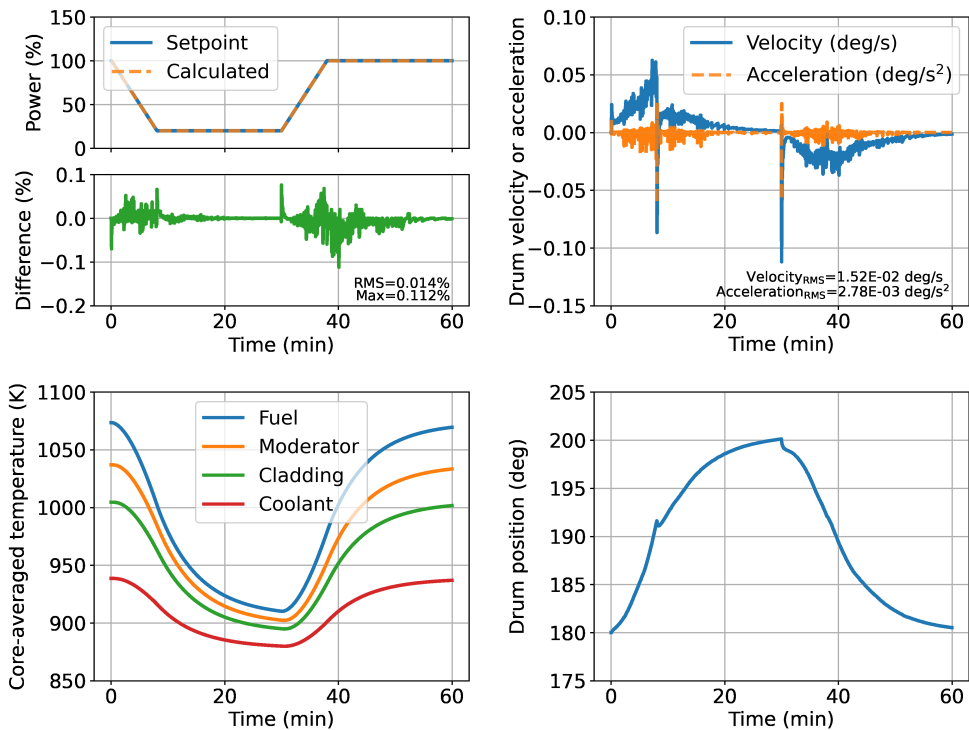 150
100
50
0
Power (%)
Setpoint
Calculated
0.1
0.0
−0.1
−0.2
Difference (%)
RMS=0.014%
Max=0.112%
0
20
40
60
Time (min)
0.10
0.05
0.00
−0.05
−0.10
−0.15
Drum velocity or acceleration
Velocity (deg/s)
Acceleration (deg/s²)
Velocity_RMS=1.52E-02 deg/s
Acceleration_RMS=2.78E-03 deg/s²
0
20
40
60
Time (min)
1100
1050
1000
950
900
850
Core-averaged temperature (K)
Fuel
Moderator
Cladding
Coolant
0
20
40
60
Time (min)
205
200
195
190
185
180
175
Drum position (deg)
0
20
40
60
Time (min)